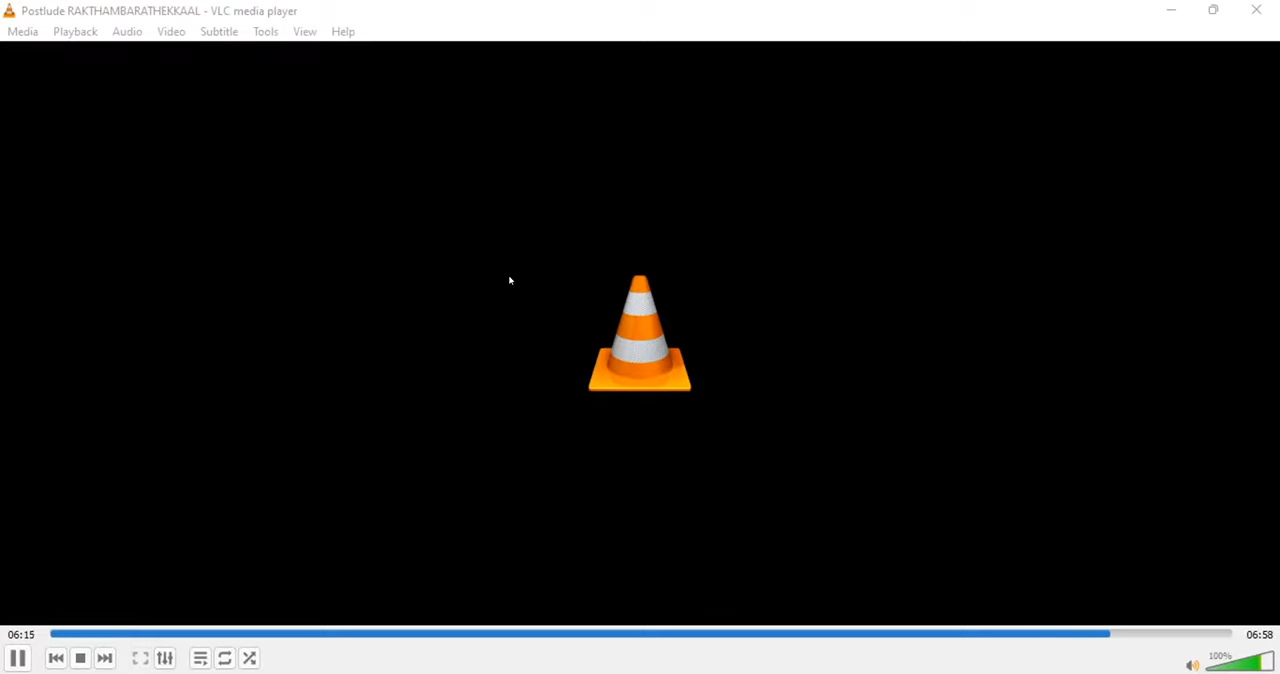 Postlude RAKTHAMBARATHEKKAAL - VLC media player
Media Playback Audio Video Subtitle Tools View Help
06:15 06:58
100%